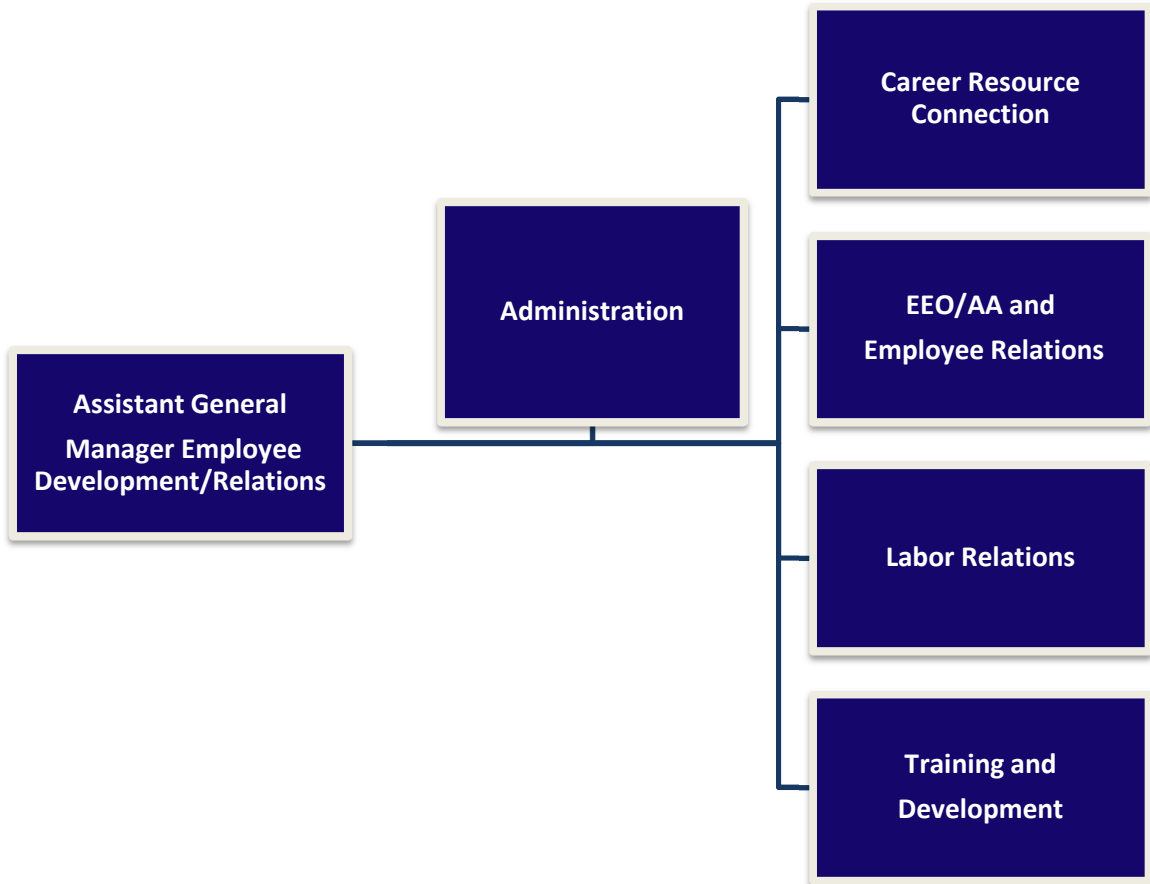 Assistant General
Manager Employee
Development/Relations
Administration
Career Resource
Connection
EEO/AA and
Employee Relations
Labor Relations
Training and
Development